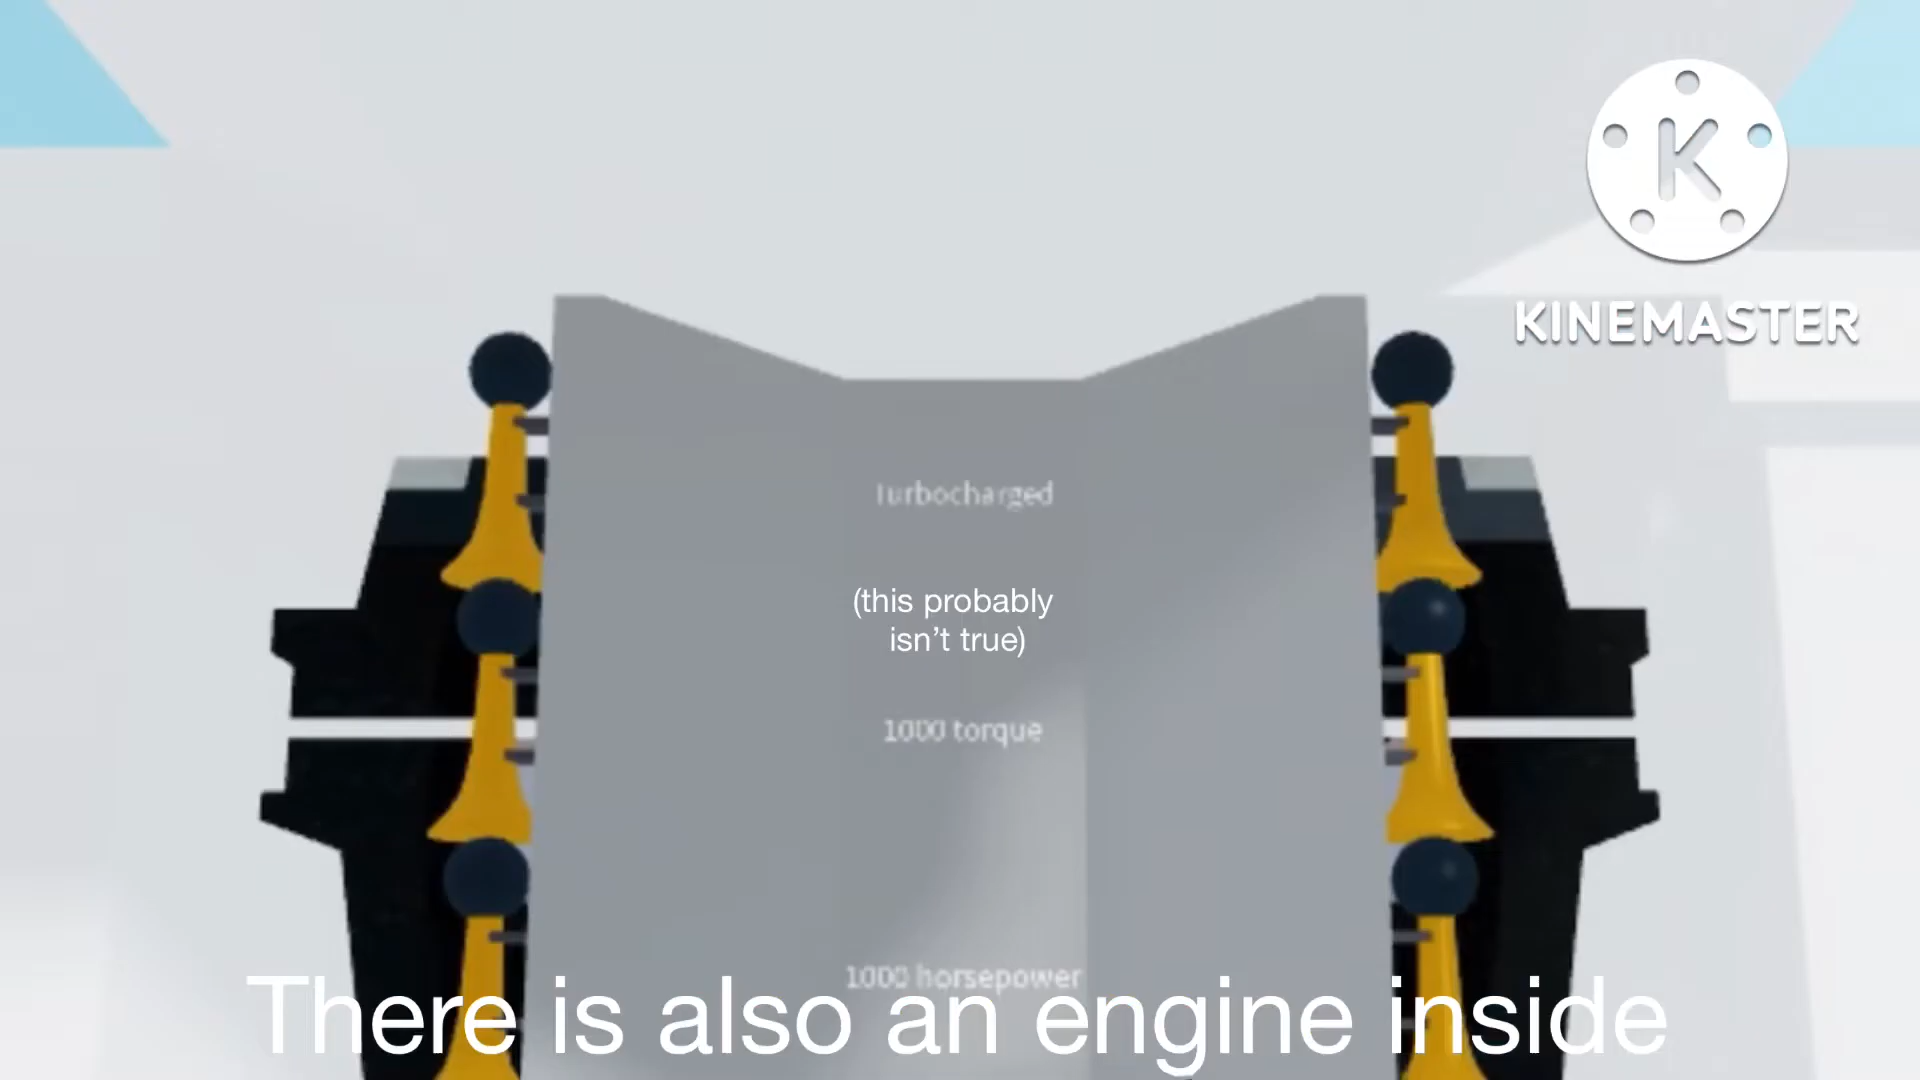 K
KINEMASTER
Turbocharged
(this probably
isn’t true)
1000 torque
1000 horsepower
There is also an engine inside